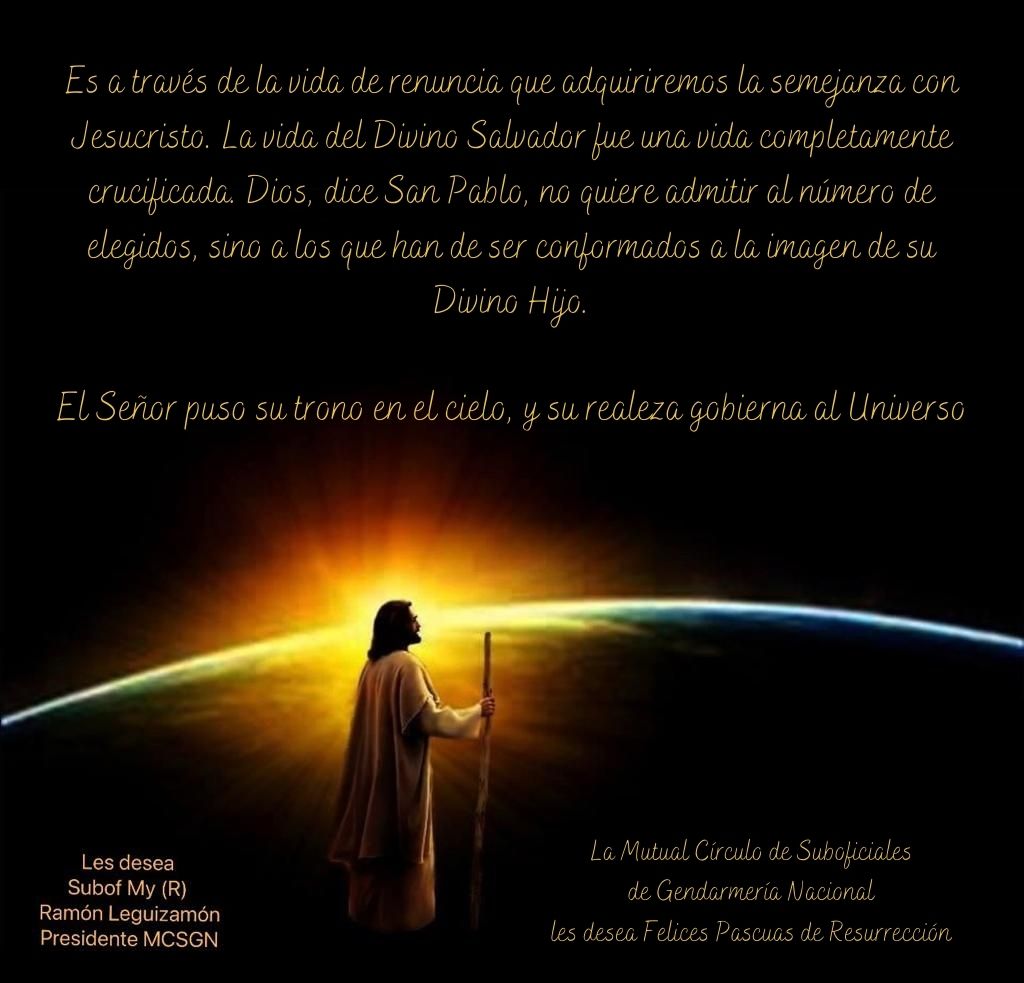 Es a través de la vida de renuncia que adquiriremos la semejanza con
Jesucristo. La vida del Divino Salvador fue una vida completamente
crucificada. Dios, dice San Pablo, no quiere admitir al número de
elegidos, sino a los que han de ser conformados a la imagen de su
Divino Hijo.
El Señor puso su trono en el cielo, y su realeza gobierna al Universo
Les desea
Subof My (R)
Ramón Leguizamón
Presidente MCSGN
La Mutual Círculo de Suboficiales
de Gendarmería Nacional
les desea Felices Pascuas de Resurrección